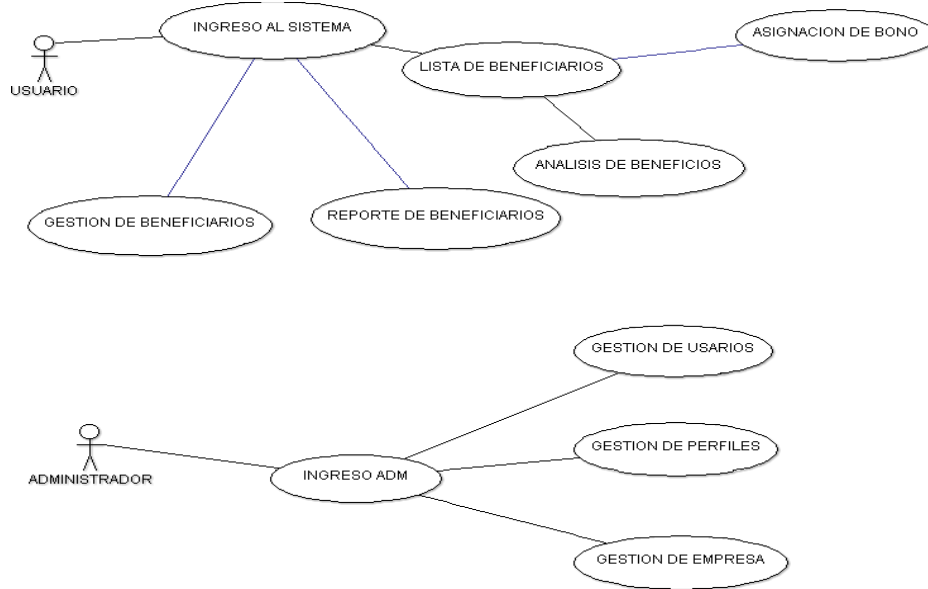 INGRESO AL SISTEMA
ASIGNACION DE BONO
LISTA DE BENEFICIARIOS
USUARIO
ANALISIS DE BENEFICIOS
GESTION DE BENEFICIARIOS
REPORTE DE BENEFICIARIOS
GESTION DE USARIOS
GESTION DE PERFILES
ADMINISTRADOR
INGRESO ADM
GESTION DE EMPRESA